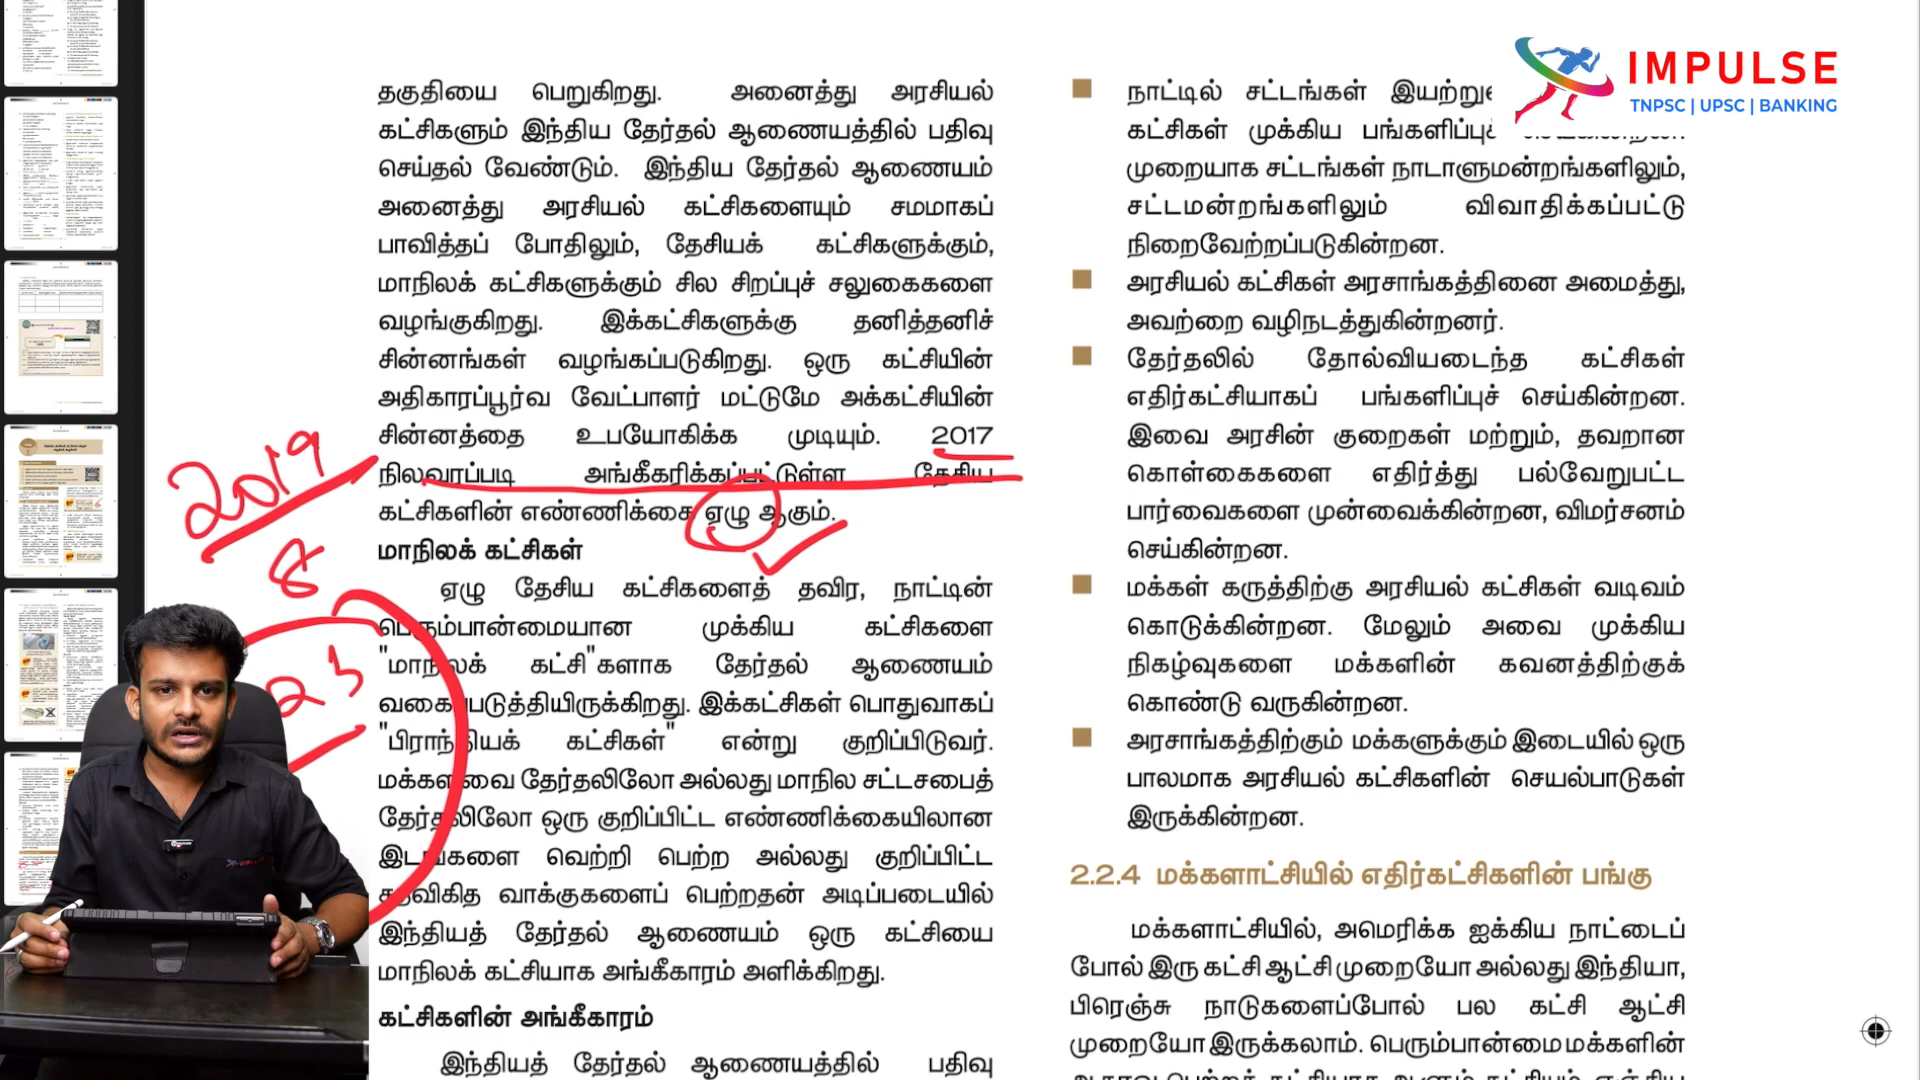 IMPULSE
TNPSC | UPSC | BANKING
தகுதியை பெறுகிறது. அனைத்து அரசியல்
கட்சிகளும் இந்திய தேர்தல் ஆணையத்தில் பதிவு
செய்தல் வேண்டும். இந்திய தேர்தல் ஆணையம்
அனைத்து அரசியல் கட்சிகளையும் சமமாகப்
பாவித்தப் போதிலும், தேசியக் கட்சிகளுக்கும்,
மாநிலக் கட்சிகளுக்கும் சில சிறப்புச் சலுகைகளை
வழங்குகிறது. இக்கட்சிகளுக்கு தனித்தனிச்
சின்னங்கள் வழங்கப்படுகிறது. ஒரு கட்சியின்
அதிகாரப்பூர்வ வேட்பாளர் மட்டுமே அக்கட்சியின்
சின்னத்தை உபயோகிக்க முடியும். 2017
நிலவரப்படி அங்கீகரிக்கப்பட்டுள்ள தேசிய
கட்சிகளின் எண்ணிக்கை ஏழு ஆகும்.
2019
8
23
மாநிலக் கட்சிகள்
ஏழு தேசிய கட்சிகளைத் தவிர, நாட்டின்
பெரும்பான்மையான முக்கிய கட்சிகளை
"மாநிலக் கட்சி"களாக தேர்தல் ஆணையம்
வகைபடுத்தியிருக்கிறது. இக்கட்சிகள் பொதுவாகப்
"பிராந்தியக் கட்சிகள்" என்று குறிப்பிடுவர்.
மக்களவை தேர்தலிலோ அல்லது மாநில சட்டசபைத்
தேர்தலிலோ ஒரு குறிப்பிட்ட எண்ணிக்கையிலான
இடங்களை வெற்றி பெற்ற அல்லது குறிப்பிட்ட
சதவிகித வாக்குகளைப் பெற்றதன் அடிப்படையில்
இந்தியத் தேர்தல் ஆணையம் ஒரு கட்சியை
மாநிலக் கட்சியாக அங்கீகாரம் அளிக்கிறது.
கட்சிகளின் அங்கீகாரம்
இந்தியத் தேர்தல் ஆணையத்தில் பதிவு
நாட்டில் சட்டங்கள்
கட்சிகள் முக்கிய
முறையாக சட்டங்கள் நாடாளுமன்றங்களிலும்,
சட்டமன்றங்களிலும் விவாதிக்கப்பட்டு
நிறைவேற்றப்படுகின்றன.
அரசியல் கட்சிகள் அரசாங்கத்தினை அமைத்து,
அவற்றை வழிநடத்துகின்றனர்.
தேர்தலில் தோல்வியடைந்த கட்சிகள்
எதிர்கட்சியாகப் பங்களிப்புச் செய்கின்றன.
இவை அரசின் குறைகள் மற்றும், தவறான
கொள்கைகளை எதிர்த்து பல்வேறுபட்ட
பார்வைகளை முன்வைக்கின்றன, விமர்சனம்
செய்கின்றன.
மக்கள் கருத்திற்கு அரசியல் கட்சிகள் வடிவம்
கொடுக்கின்றன. மேலும் அவை முக்கிய
நிகழ்வுகளை மக்களின் கவனத்திற்குக்
கொண்டு வருகின்றன.
அரசாங்கத்திற்கும் மக்களுக்கும் இடையில் ஒரு
பாலமாக அரசியல் கட்சிகளின் செயல்பாடுகள்
இருக்கின்றன.
2.2.4 மக்களாட்சியில் எதிர்கட்சிகளின் பங்கு
மக்களாட்சியில், அமெரிக்க ஐக்கிய நாட்டைப்
போல் இரு கட்சி ஆட்சி முறையோ அல்லது இந்தியா,
பிரெஞ்சு நாடுகளைப்போல் பல கட்சி ஆட்சி
முறையோ இருக்கலாம். பெரும்பான்மை மக்களின்